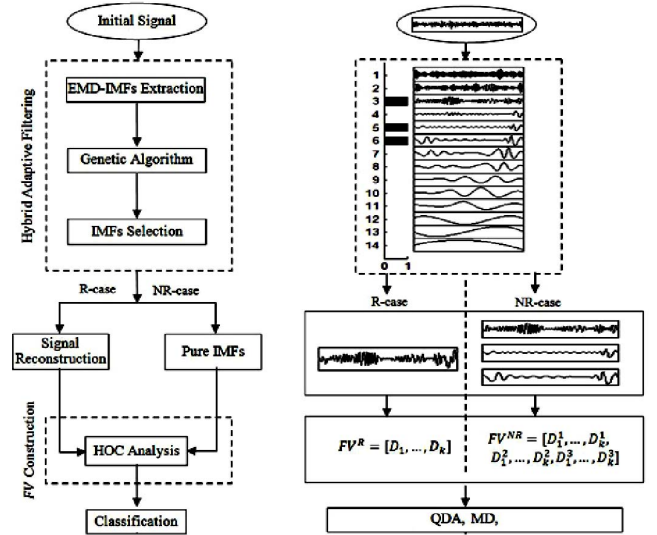 Initial Signal
Hybrid Adaptive Filtering
EMD-IMFs Extraction
Genetic Algorithm
IMFs Selection
R-case
NR-case
Signal
Reconstruction
Pure IMFs
FV Construction
HOC Analysis
Classification
1
2
3
4
5
6
7
8
9
10
11
12
13
14
0 1
R-case
NR-case
FV^R = [D_1, ..., D_k]
FV^NR = [D_1^1, ..., D_k^1,
D_1^2, ..., D_k^2, D_1^3, ..., D_k^3]
QDA, MD,